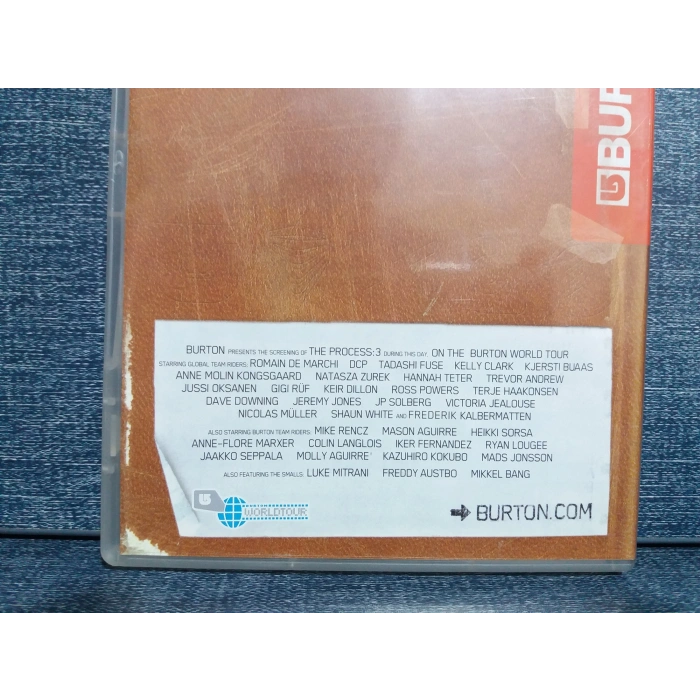 BUR
BURTON PRESENTS THE SCREENING OF THE PROCESS:3 DURING THIS DAY, ON THE BURTON WORLD TOUR
STARRING GLOBAL TEAM RIDERS: ROMAIN DE MARCHI DCP TADASHI FUSE KELLY CLARK KJERSTI BUAAS
ANNE MOLIN KONGSGAARD NATASZA ZUREK HANNAH TETER TREVOR ANDREW
JUSSI OKSANEN GIGI RÜF KEIR DILLON ROSS POWERS TERJE HAAKONSEN
DAVE DOWNING JEREMY JONES JP SOLBERG VICTORIA JEALOUSE
NICOLAS MÜLLER SHAUN WHITE AND FREDERIK KALBERMATTEN
ALSO STARRING BURTON TEAM RIDERS: MIKE RENCZ MASON AGUIRRE HEIKKI SORSA
ANNE-FLORE MARXER COLIN LANGLOIS IKER FERNANDEZ RYAN LOUGEE
JAAKKO SEPPALA MOLLY AGUIRRE KAZUHIRO KOKUBO MADS JONSSON
ALSO FEATURING THE SMALLS: LUKE MITRANI FREDDY AUSTBO MIKKEL BANG
WORLDTOUR
BURTON.COM